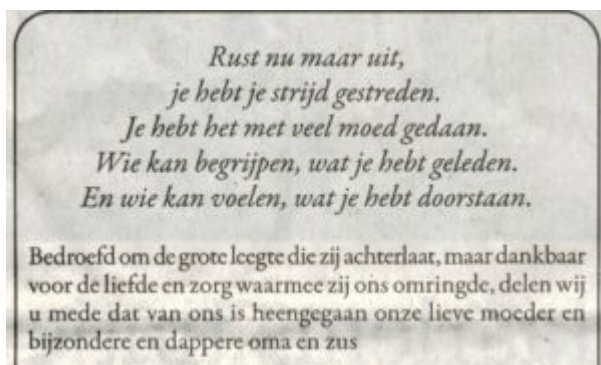 Rust nu maar uit,
je hebt je strijd gestreden.
Je hebt het met veel moed gedaan.
Wie kan begrijpen, wat je hebt geleden.
En wie kan voelen, wat je hebt doorstaan.
Bedroefd om de grote leegte die zij achterlaat, maar dankbaar
voor de liefde en zorg waarmee zij ons omringde, delen wij
u mede dat van ons is heengegaan onze lieve moeder en
bijzondere en dappere oma en zus